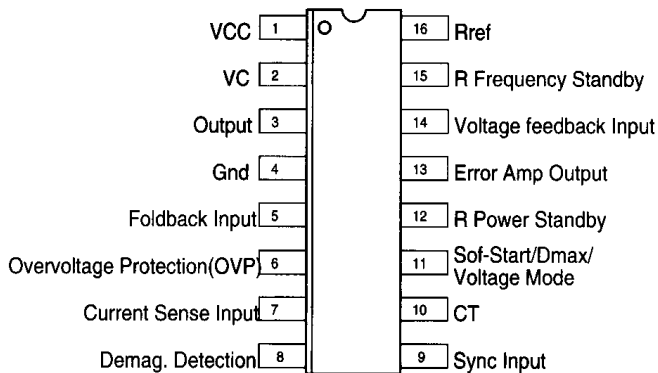 VCC 1
16 Rref
VC 2
15 R Frequency Standby
Output 3
14 Voltage feedback Input
Gnd 4
13 Error Amp Output
Foldback Input 5
12 R Power Standby
Overvoltage Protection(OVP) 6
11 Sof-Start/Dmax/
Voltage Mode
Current Sense Input 7
10 CT
Demag. Detection 8
9 Sync Input